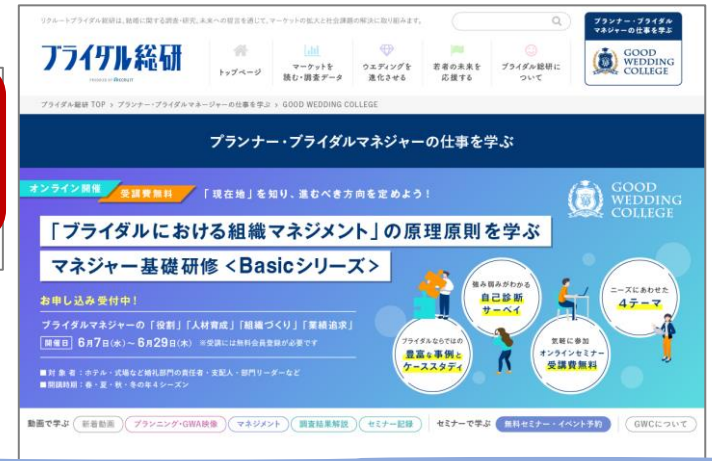 リクルートブライダル総研は、結婚に関する調査・研究、未来への提言を通じて、マーケットの拡大と社会課題の解決に取り組みます。
プランナー・ブライダル
マネジャーの仕事を学ぶ
ブライダル総研
PRODUCED BY RECRUIT
トップページ
マーケットを
読む・調査データ
ウエディングを
進化させる
若者の未来を
応援する
ブライダル総研に
ついて
GOOD
WEDDING
COLLEGE
ブライダル総研 TOP > プランナー・ブライダルマネージャーの仕事を学ぶ > GOOD WEDDING COLLEGE
プランナー・ブライダルマネジャーの仕事を学ぶ
オンライン開催 受講費無料 「現在地」を知り、進むべき方向を定めよう!
GOOD
WEDDING
COLLEGE
「ブライダルにおける組織マネジメント」の原理原則を学ぶ
マネジャー基礎研修 <Basicシリーズ>
お申し込み受付中!
ブライダルマネジャーの「役割」「人材育成」「組織づくり」「業績追求」
開催日 6月7日(水)~6月29日(木) ※受講には無料会員登録が必要です
■対象者:ホテル・式場など婚礼部門の責任者・支配人・部門リーダーなど
■開講時期:春・夏・秋・冬の年4シーズン
強み弱みがわかる
自己診断
サーベイ
ニーズにあわせた
4テーマ
ブライダルならではの
豊富な事例と
ケーススタディ
気軽に参加
オンラインセミナー
受講費無料
動画で学ぶ 新着動画 プランニング・GWA映像 マネジメント 調査結果解説 セミナー記録 セミナーで学ぶ 無料セミナー・イベント予約 GWCについて